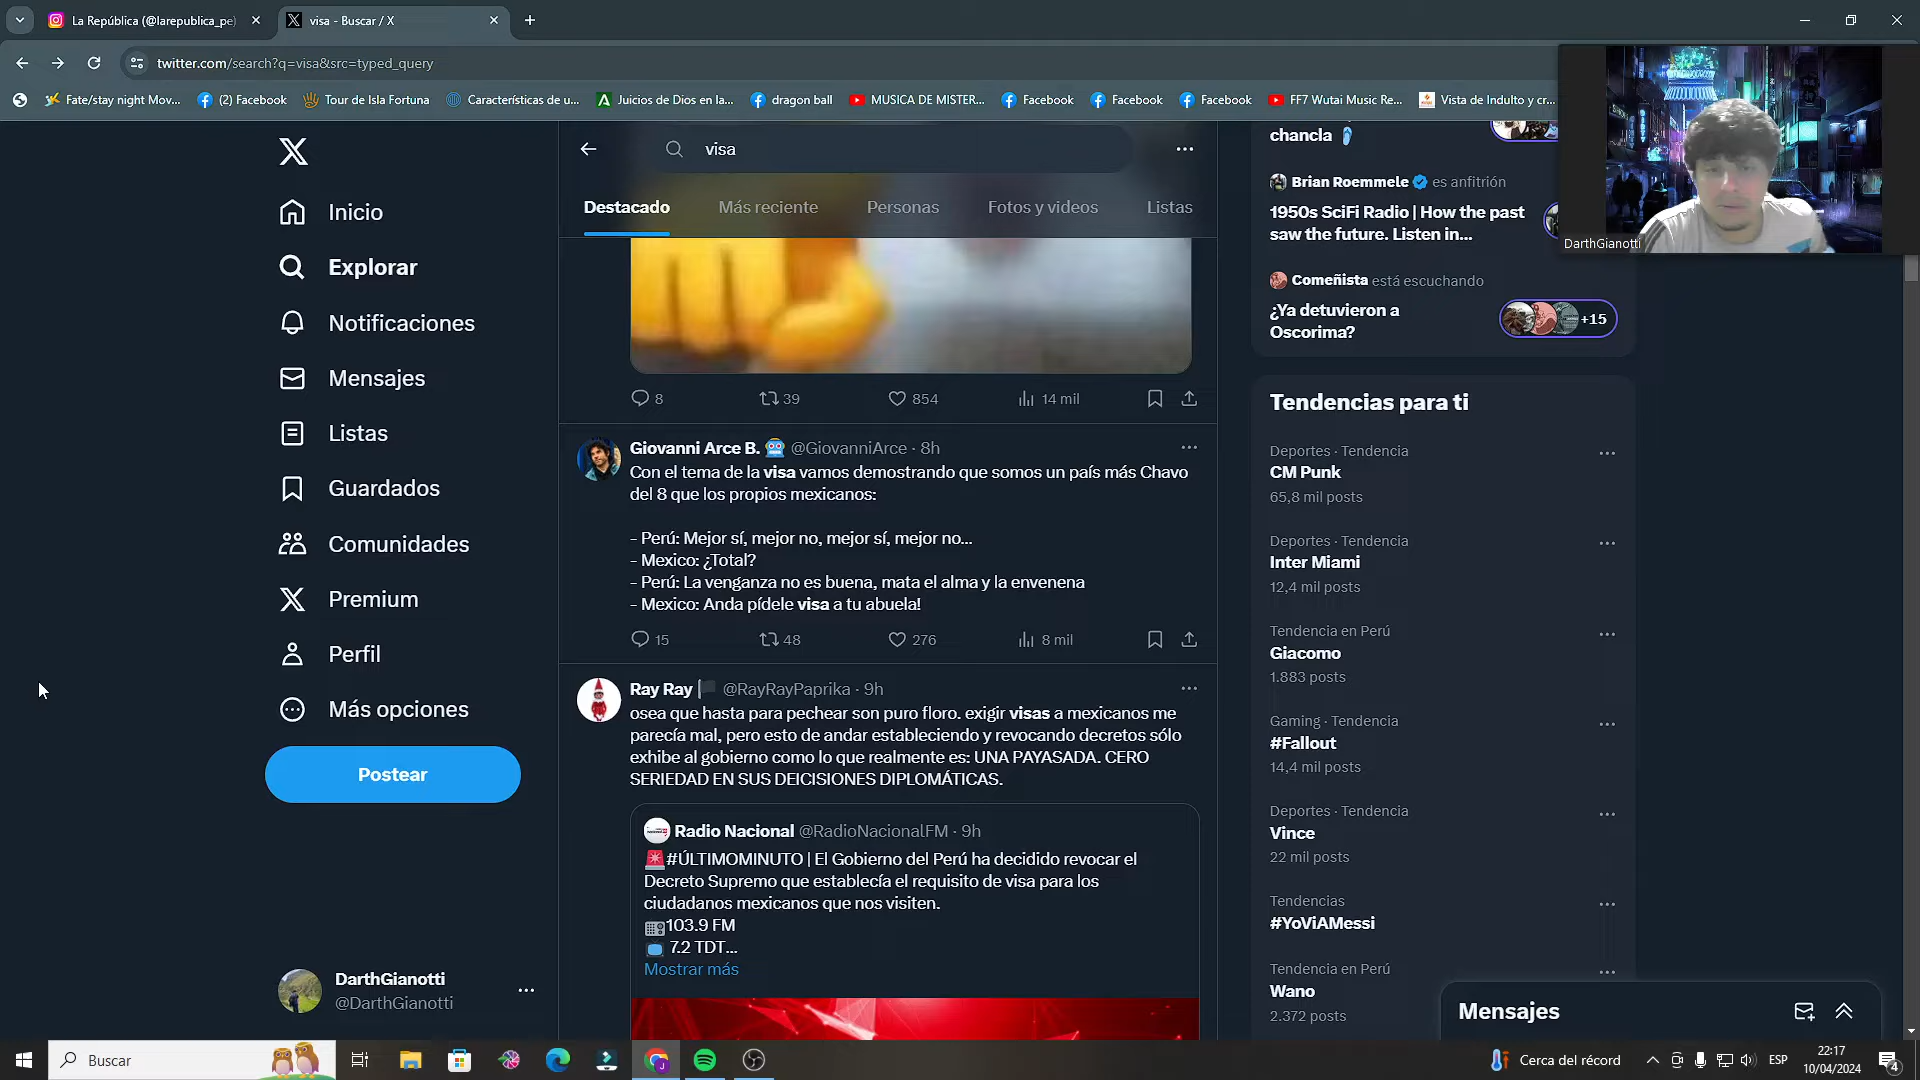 La República (@larepublica_pe)
visa - Buscar / X
twitter.com/search?q=visa&src=typed_query
Fate/stay night Mov...
(2) Facebook
Tour de Isla Fortuna
Características de u...
Juicios de Dios en la...
dragon ball
MUSICA DE MISTER...
Facebook
Facebook
Facebook
FF7 Wutai Music Re...
Vista de Indulto y cr...
DarthGianotti
Inicio
Explorar
Notificaciones
Mensajes
Listas
Guardados
Comunidades
Premium
Perfil
Más opciones
Postear
DarthGianotti
@DarthGianotti
visa
Destacado
Más reciente
Personas
Fotos y videos
Listas
8
39
854
14 mil
Giovanni Arce B. @GiovanniArce · 8h
Con el tema de la visa vamos demostrando que somos un país más Chavo
del 8 que los propios mexicanos:
- Perú: Mejor sí, mejor no, mejor sí, mejor no...
- Mexico: ¿Total?
- Perú: La venganza no es buena, mata el alma y la envenena
- Mexico: Anda pídele visa a tu abuela!
15
48
276
8 mil
Ray Ray @RayRayPaprika · 9h
osea que hasta para pechear son puro floro. exigir visas a mexicanos me
parecía mal, pero esto de andar estableciendo y revocando decretos sólo
exhibe al gobierno como lo que realmente es: UNA PAYASADA. CERO
SERIEDAD EN SUS DEICISIONES DIPLOMÁTICAS.
Radio Nacional @RadioNacionalFM · 9h
#ÚLTIMOMINUTO | El Gobierno del Perú ha decidido revocar el
Decreto Supremo que establecía el requisito de visa para los
ciudadanos mexicanos que nos visiten.
103.9 FM
7.2 TDT...
Mostrar más
chancla
Brian Roemmele es anfitrión
1950s SciFi Radio | How the past
saw the future. Listen in...
Comeñista está escuchando
¿Ya detuvieron a
Oscorima?
+15
Tendencias para ti
Deportes · Tendencia
CM Punk
65,8 mil posts
Deportes · Tendencia
Inter Miami
12,4 mil posts
Tendencia en Perú
Giacomo
1.883 posts
Gaming · Tendencia
#Fallout
14,4 mil posts
Deportes · Tendencia
Vince
22 mil posts
Tendencias
#YoViAMessi
Tendencia en Perú
Wano
2.372 posts
Mensajes
Buscar
Cerca del récord
ESP
22:17
10/04/2024
4